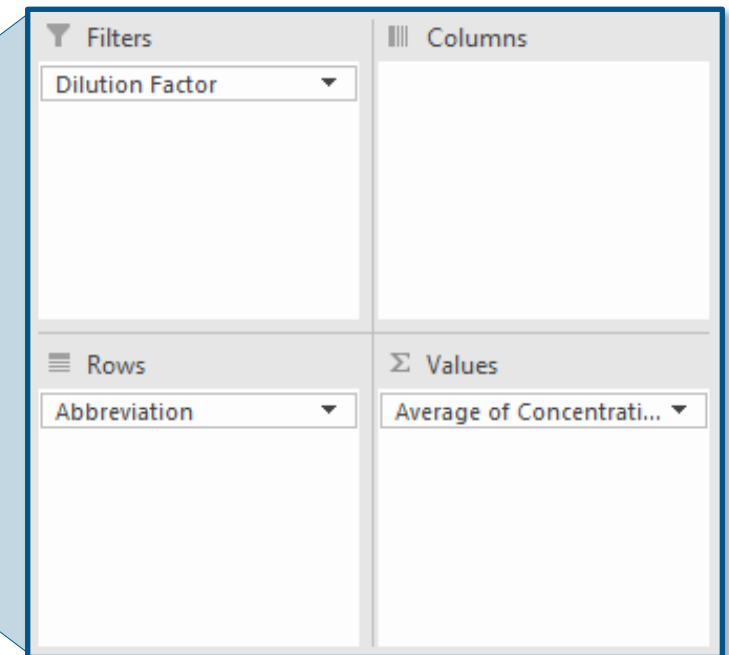 Filters
Columns
Dilution Factor
Rows
Values
Abbreviation
Average of Concentrati...